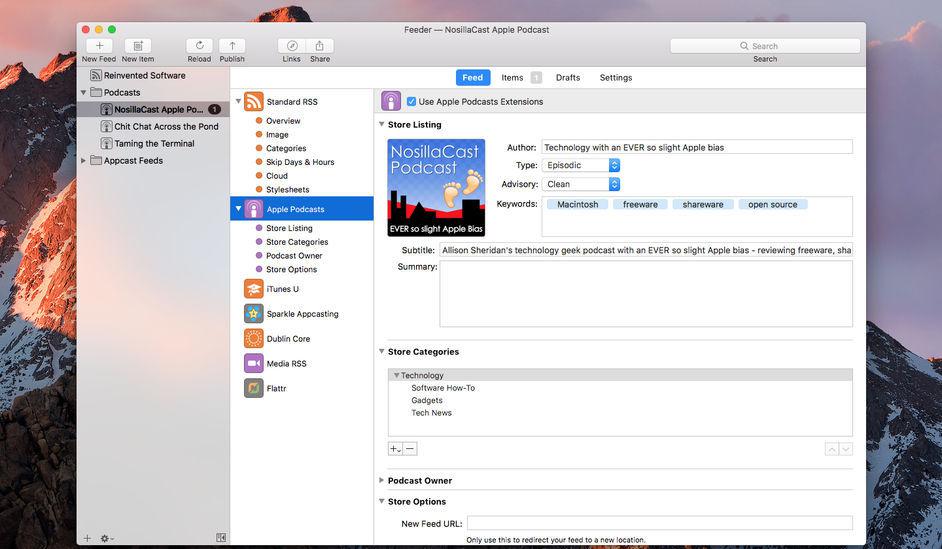 Feeder — NosillaCast Apple Podcast
New Feed New Item Reload Publish Links Share Search
Search
Feed Items 1 Drafts Settings
Reinvented Software
Podcasts
NosillaCast Apple Po... 1
Chit Chat Across the Pond
Taming the Terminal
Appcast Feeds
Standard RSS
Overview
Image
Categories
Skip Days & Hours
Cloud
Stylesheets
Apple Podcasts
Store Listing
Store Categories
Podcast Owner
Store Options
iTunes U
Sparkle Appcasting
Dublin Core
Media RSS
Flattr
Use Apple Podcasts Extensions
Store Listing
NosillaCast
Podcast
EVER so slight Apple Bias
Author: Technology with an EVER so slight Apple bias
Type: Episodic
Advisory: Clean
Keywords: Macintosh freeware shareware open source
Subtitle: Allison Sheridan's technology geek podcast with an EVER so slight Apple bias - reviewing freeware, sha
Summary:
Store Categories
Technology
Software How-To
Gadgets
Tech News
Podcast Owner
Store Options
New Feed URL:
Only use this to redirect your feed to a new location.